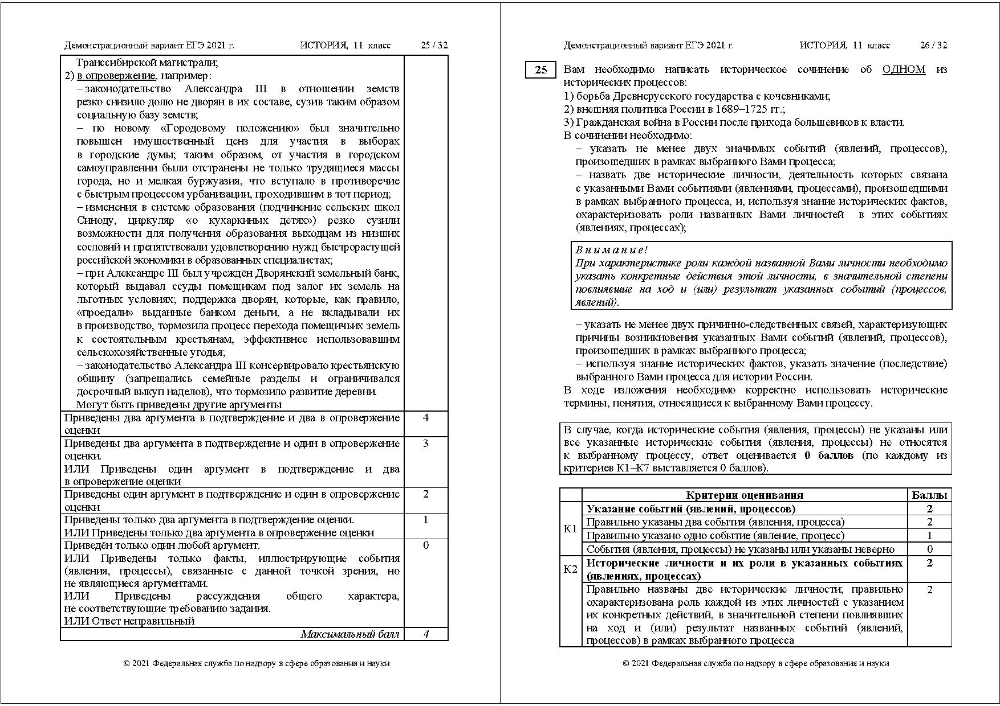 Демонстрационный вариант ЕГЭ 2021 г. ИСТОРИЯ, 11 класс 25 / 32
Транссибирской магистрали;
2) в опровержение, например:
– законодательство Александра III в отношении земств
резко снизило долю не дворян в их составе, сузив таким образом
социальную базу земств;
– по новому «Городовому положению» был значительно
повышен имущественный ценз для участия в выборах
в городские думы; таким образом, от участия в городском
самоуправлении были отстранены не только трудящиеся массы
города, но и мелкая буржуазия, что вступало в противоречие
с быстрым процессом урбанизации, проходившим в тот период;
– изменения в системе образования (подчинение сельских школ
Синоду, циркуляр «о кухаркиных детях») резко сузили
возможности для получения образования выходцам из низших
сословий и препятствовали удовлетворению нужд быстрорастущей
российской экономики в образованных специалистах;
– при Александре III был учреждён Дворянский земельный банк,
который выдавал ссуды помещикам под залог их земель на
льготных условиях; поддержка дворян, которые, как правило,
«проедали» выданные банком деньги, а не вкладывали их
в производство, тормозила процесс перехода помещичьих земель
к состоятельным крестьянам, эффективнее использовавшим
сельскохозяйственные угодья;
– законодательство Александра III консервировало крестьянскую
общину (запрещались семейные разделы и ограничивался
досрочный выкуп наделов), что тормозило развитие деревни.
Могут быть приведены другие аргументы
Приведены два аргумента в подтверждение и два в опровержение 4
оценки
Приведены два аргумента в подтверждение и один в опровержение 3
оценки.
ИЛИ Приведены один аргумент в подтверждение и два
в опровержение оценки
Приведены один аргумент в подтверждение и один в опровержение 2
оценки
Приведены только два аргумента в подтверждение оценки. 1
ИЛИ Приведены только два аргумента в опровержение оценки
Приведён только один любой аргумент. 0
ИЛИ Приведены только факты, иллюстрирующие события
(явления, процессы), связанные с данной точкой зрения, но
не являющиеся аргументами.
ИЛИ Приведены рассуждения общего характера,
не соответствующие требованию задания.
ИЛИ Ответ неправильный
Максимальный балл 4
© 2021 Федеральная служба по надзору в сфере образования и науки
Демонстрационный вариант ЕГЭ 2021 г. ИСТОРИЯ, 11 класс 26 / 32
25 Вам необходимо написать историческое сочинение об ОДНОМ из
исторических процессов:
1) борьба Древнерусского государства с кочевниками;
2) внешняя политика России в 1689–1725 гг.;
3) Гражданская война в России после прихода большевиков к власти.
В сочинении необходимо:
– указать не менее двух значимых событий (явлений, процессов),
произошедших в рамках выбранного Вами процесса;
– назвать две исторические личности, деятельность которых связана
с указанными Вами событиями (явлениями, процессами), произошедшими
в рамках выбранного процесса, и, используя знание исторических фактов,
охарактеризовать роли названных Вами личностей в этих событиях
(явлениях, процессах);
Внимание!
При характеристике роли каждой названной Вами личности необходимо
указать конкретные действия этой личности, в значительной степени
повлиявшие на ход и (или) результат указанных событий (процессов,
явлений).
– указать не менее двух причинно-следственных связей, характеризующих
причины возникновения указанных Вами событий (явлений, процессов),
произошедших в рамках выбранного процесса;
– используя знание исторических фактов, указать значение (последствие)
выбранного Вами процесса для истории России.
В ходе изложения необходимо корректно использовать исторические
термины, понятия, относящиеся к выбранному Вами процессу.
В случае, когда исторические события (явления, процессы) не указаны или
все указанные исторические события (явления, процессы) не относятся
к выбранному процессу, ответ оценивается 0 баллов (по каждому из
критериев К1–К7 выставляется 0 баллов).
Критерии оценивания Баллы
К1 Указание событий (явлений, процессов) 2
Правильно указаны два события (явления, процесса) 2
Правильно указано одно событие (явление, процесс) 1
События (явления, процессы) не указаны или указаны неверно 0
К2 Исторические личности и их роли в указанных событиях 2
(явлениях, процессах)
Правильно названы две исторические личности; правильно 2
охарактеризована роль каждой из этих личностей с указанием
их конкретных действий, в значительной степени повлиявших
на ход и (или) результат названных событий (явлений,
процессов) в рамках выбранного процесса
© 2021 Федеральная служба по надзору в сфере образования и науки